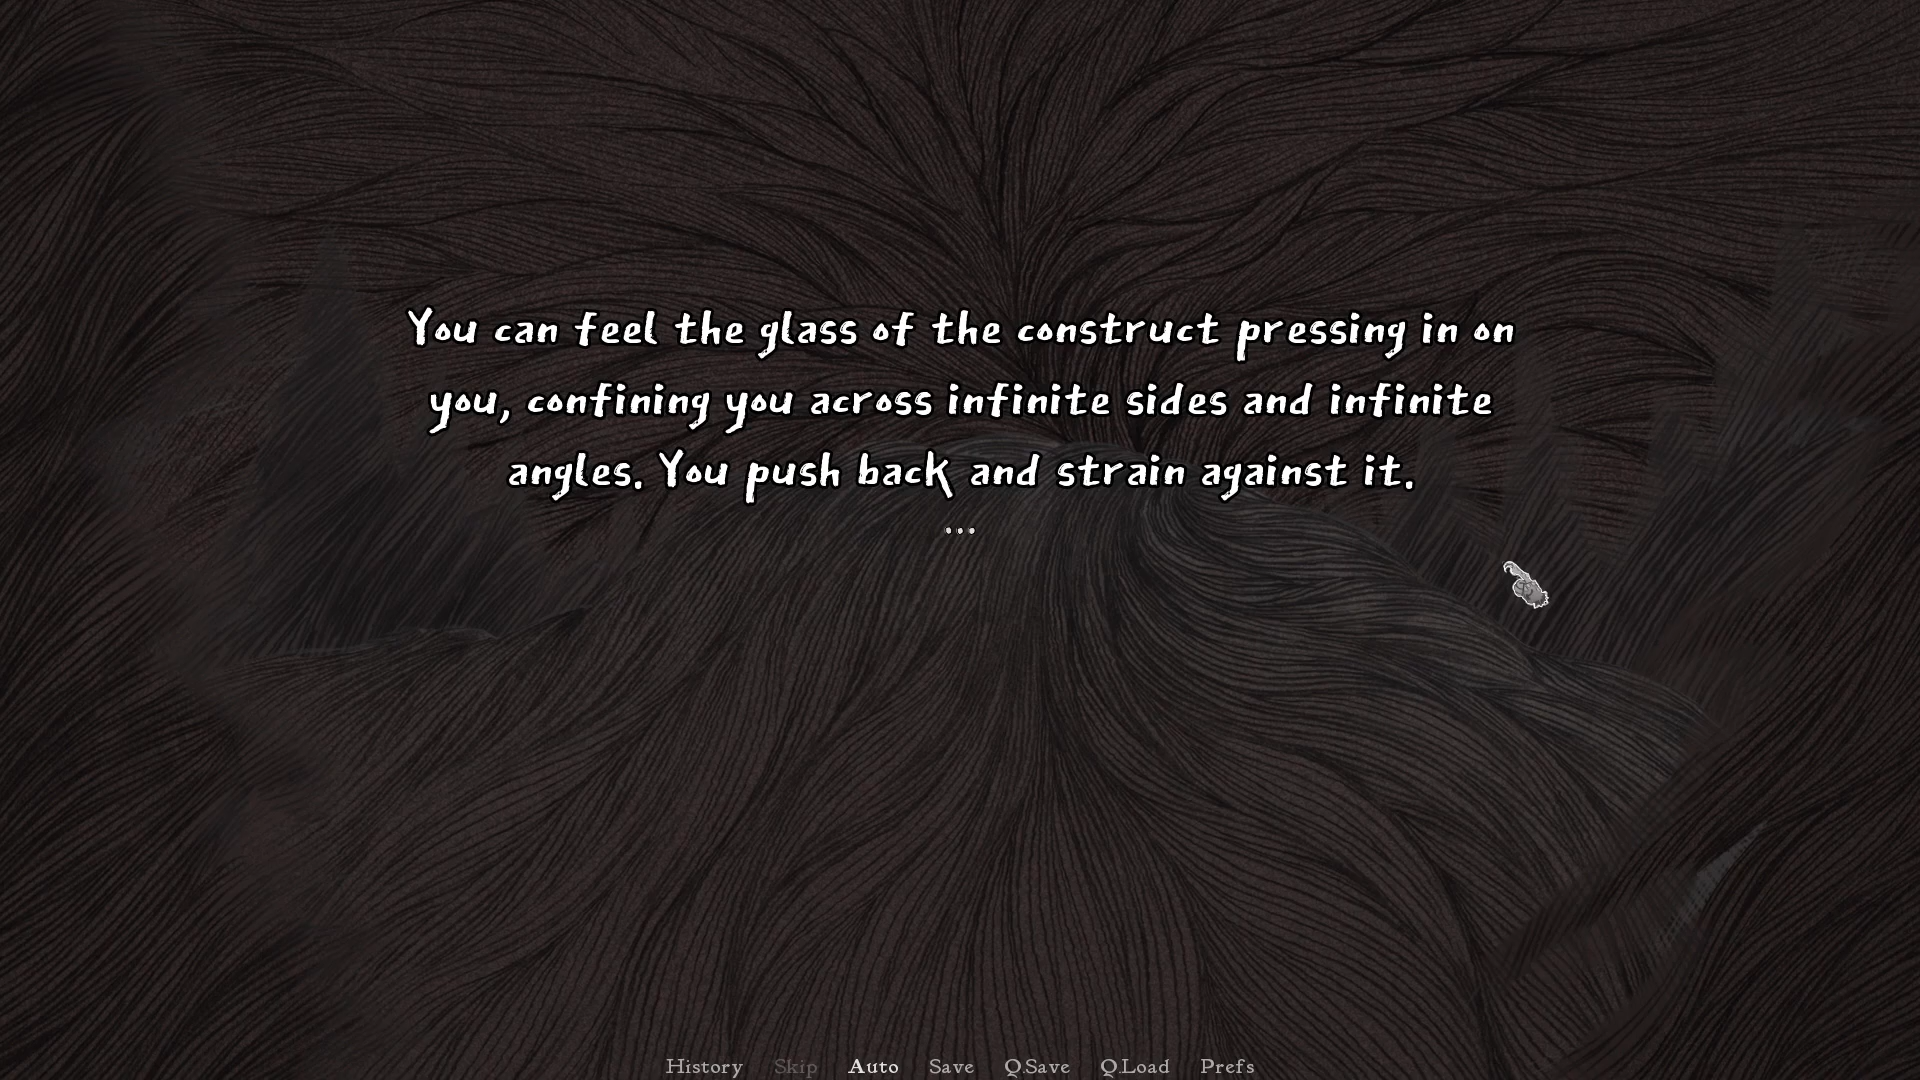 You can feel the glass of the construct pressing in on
you, confining you across infinite sides and infinite
angles. You push back and strain against it.
...
History Skip Auto Save Q.Save Q.Load Prefs